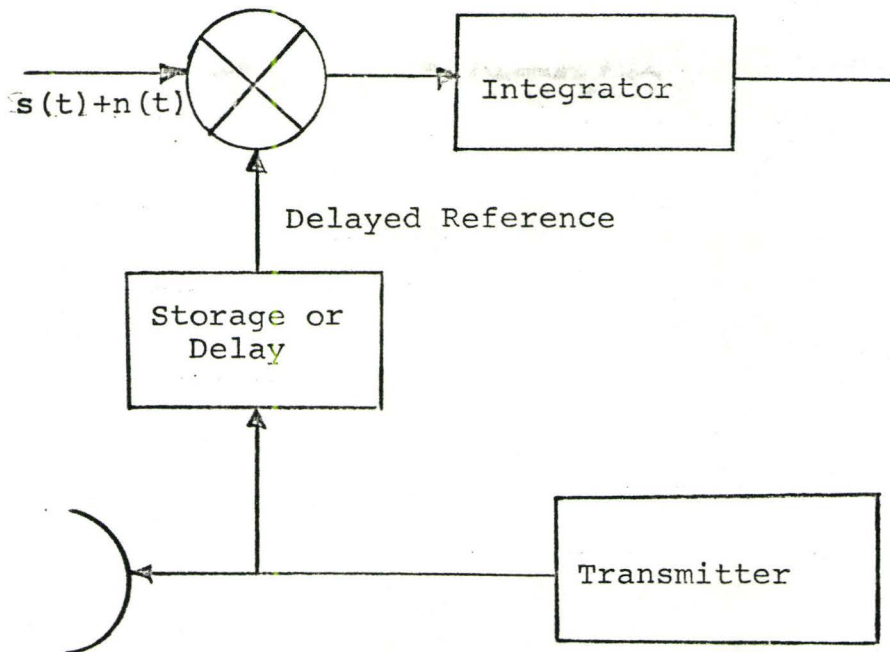 s(t)+n(t)
Integrator
Delayed Reference
Storage or
Delay
Transmitter